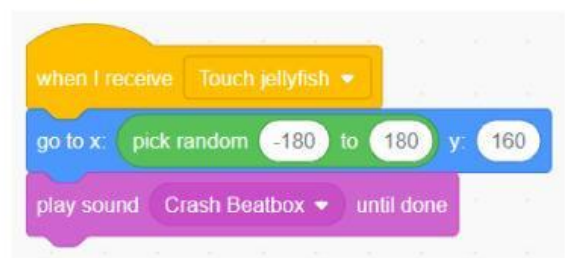 when I receive Touch jellyfish
go to x: pick random -180 to 180 y: 160
play sound Crash Beatbox until done